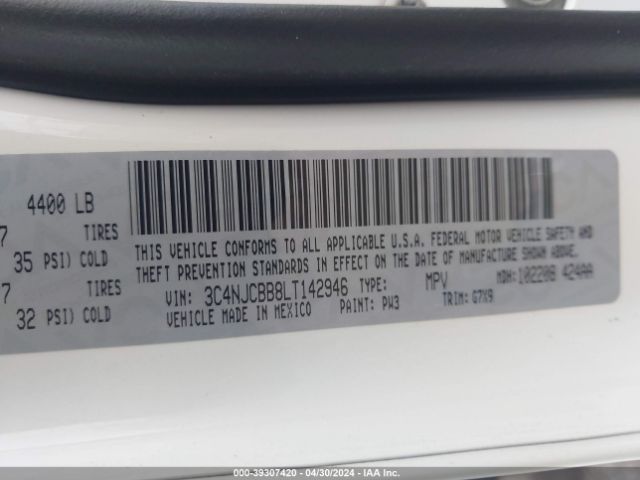 4400 LB
7 TIRES
35 PSI) COLD
7 TIRES
32 PSI) COLD
THIS VEHICLE CONFORMS TO ALL APPLICABLE U.S.A. FEDERAL MOTOR VEHICLE SAFETY AND
THEFT PREVENTION STANDARDS IN EFFECT ON THE DATE OF MANUFACTURE SHOWN ABOVE.
VIN: 3C4NJCBB8LT142946 TYPE: MPV MDH: 102208 424AA
VEHICLE MADE IN MEXICO PAINT: PW3 TRIM: G7X9
000-39307420 - 04/30/2024 - IAA Inc.